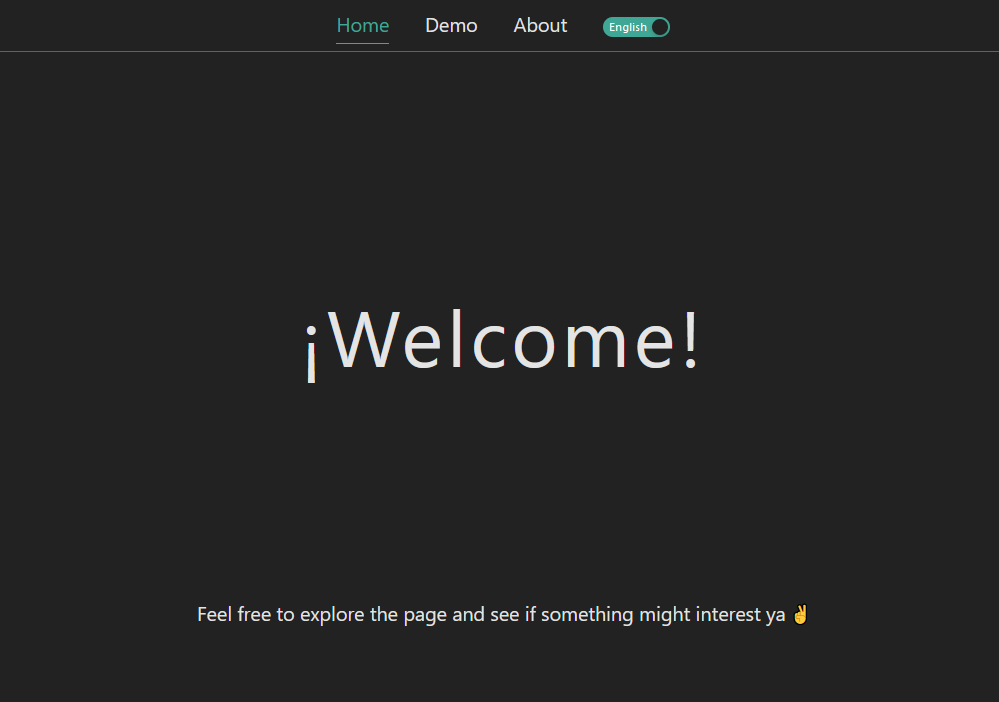 Home Demo About English
¡Welcome!
Feel free to explore the page and see if something might interest ya ✌